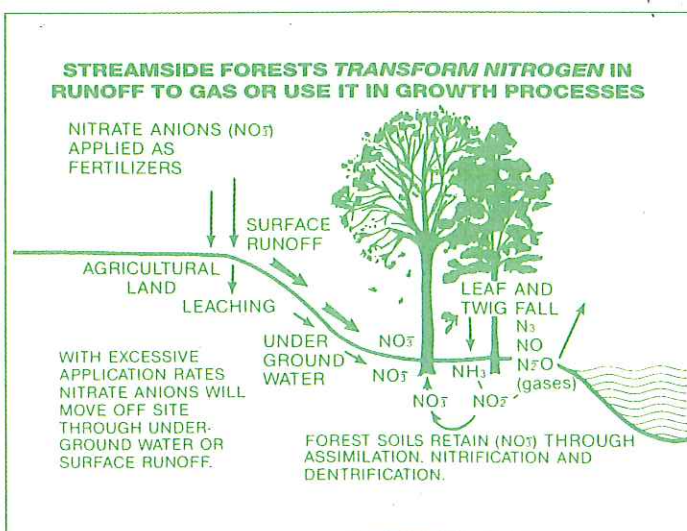 STREAMSIDE FORESTS TRANSFORM NITROGEN IN
RUNOFF TO GAS OR USE IT IN GROWTH PROCESSES
NITRATE ANIONS (NO3̄)
APPLIED AS
FERTILIZERS
SURFACE
RUNOFF
AGRICULTURAL
LAND
LEACHING
UNDER
GROUND
WATER
NO3̄
NO3̄
LEAF AND
TWIG FALL
N3
NO
N2̄O
(gases)
NH3
NO3̄
NO2̄
WITH EXCESSIVE
APPLICATION RATES
NITRATE ANIONS WILL
MOVE OFF SITE
THROUGH UNDER-
GROUND WATER OR
SURFACE RUNOFF.
FOREST SOILS RETAIN (NO3̄) THROUGH
ASSIMILATION. NITRIFICATION AND
DENTRIFICATION.